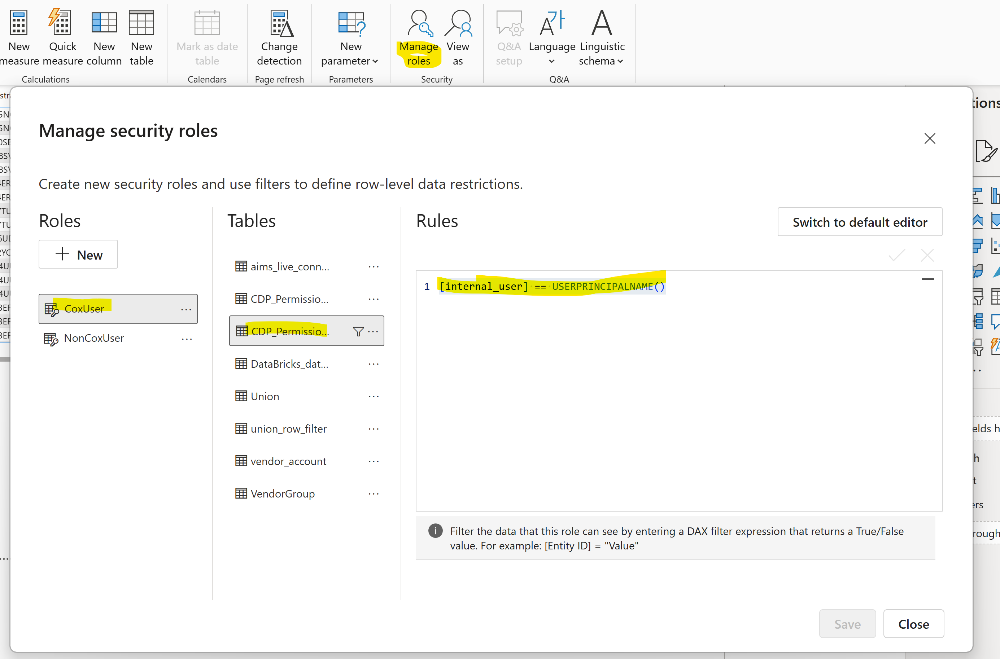 New measure
Quick measure
New column
New table
Mark as date table
Change detection
New parameter
Manage roles
View as
Q&A setup
Language
Linguistic schema
Calculations
Calendars
Page refresh
Parameters
Security
Q&A
Manage security roles
Create new security roles and use filters to define row-level data restrictions.
Roles
New
CoxUser
NonCoxUser
Tables
aims_live_conn...
CDP_Permissio...
CDP_Permissio...
DataBricks_dat...
Union
union_row_filter
vendor_account
VendorGroup
Rules
Switch to default editor
1 [internal_user] == USERPRINCIPALNAME()
Filter the data that this role can see by entering a DAX filter expression that returns a True/False
value. For example: [Entity ID] = "Value"
Save
Close